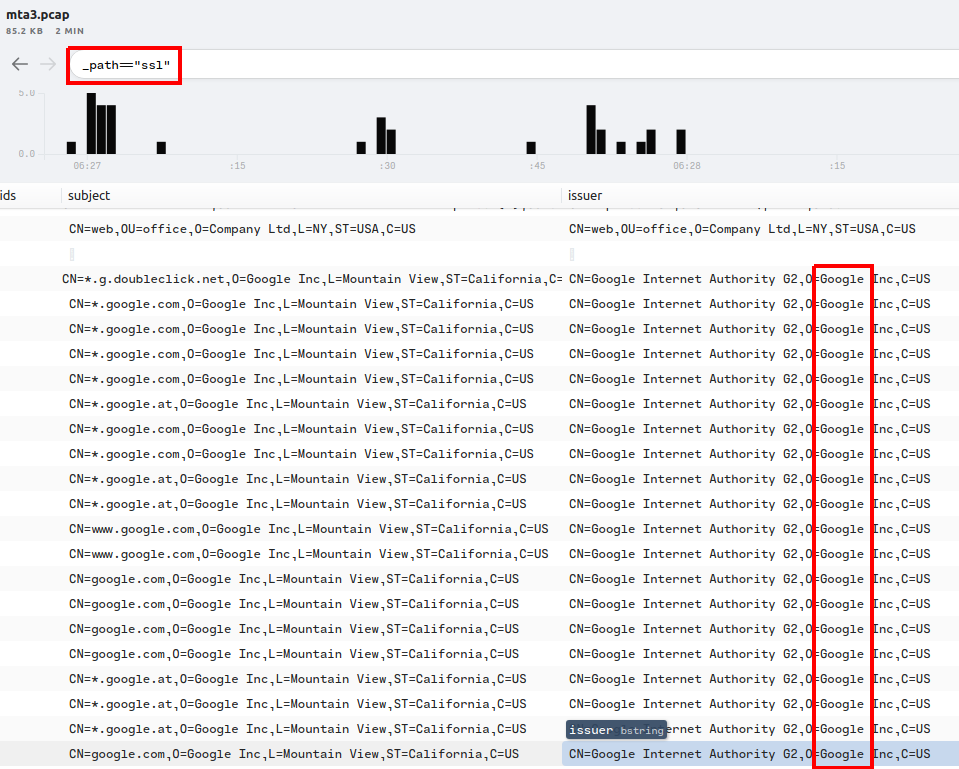 mta3.pcap
85.2 KB 2 MIN
_path=="ssl"
5.0
0.0
06:27 :15 :30 :45 06:28 :15
ids subject issuer
CN=web,OU=office,O=Company Ltd,L=NY,ST=USA,C=US CN=web,OU=office,O=Company Ltd,L=NY,ST=USA,C=US
CN=*.g.doubleclick.net,O=Google Inc,L=Mountain View,ST=California,C= CN=Google Internet Authority G2,O=Google Inc,C=US
CN=*.google.com,O=Google Inc,L=Mountain View,ST=California,C=US CN=Google Internet Authority G2,O=Google Inc,C=US
CN=*.google.com,O=Google Inc,L=Mountain View,ST=California,C=US CN=Google Internet Authority G2,O=Google Inc,C=US
CN=*.google.com,O=Google Inc,L=Mountain View,ST=California,C=US CN=Google Internet Authority G2,O=Google Inc,C=US
CN=*.google.com,O=Google Inc,L=Mountain View,ST=California,C=US CN=Google Internet Authority G2,O=Google Inc,C=US
CN=*.google.at,O=Google Inc,L=Mountain View,ST=California,C=US CN=Google Internet Authority G2,O=Google Inc,C=US
CN=*.google.com,O=Google Inc,L=Mountain View,ST=California,C=US CN=Google Internet Authority G2,O=Google Inc,C=US
CN=*.google.com,O=Google Inc,L=Mountain View,ST=California,C=US CN=Google Internet Authority G2,O=Google Inc,C=US
CN=*.google.at,O=Google Inc,L=Mountain View,ST=California,C=US CN=Google Internet Authority G2,O=Google Inc,C=US
CN=*.google.at,O=Google Inc,L=Mountain View,ST=California,C=US CN=Google Internet Authority G2,O=Google Inc,C=US
CN=www.google.com,O=Google Inc,L=Mountain View,ST=California,C=US CN=Google Internet Authority G2,O=Google Inc,C=US
CN=www.google.com,O=Google Inc,L=Mountain View,ST=California,C=US CN=Google Internet Authority G2,O=Google Inc,C=US
CN=google.com,O=Google Inc,L=Mountain View,ST=California,C=US CN=Google Internet Authority G2,O=Google Inc,C=US
CN=google.com,O=Google Inc,L=Mountain View,ST=California,C=US CN=Google Internet Authority G2,O=Google Inc,C=US
CN=google.com,O=Google Inc,L=Mountain View,ST=California,C=US CN=Google Internet Authority G2,O=Google Inc,C=US
CN=google.com,O=Google Inc,L=Mountain View,ST=California,C=US CN=Google Internet Authority G2,O=Google Inc,C=US
CN=*.google.at,O=Google Inc,L=Mountain View,ST=California,C=US CN=Google Internet Authority G2,O=Google Inc,C=US
CN=*.google.at,O=Google Inc,L=Mountain View,ST=California,C=US CN=Google Internet Authority G2,O=Google Inc,C=US
CN=*.google.at,O=Google Inc,L=Mountain View,ST=California,C=US issuer bstring ernet Authority G2,O=Google Inc,C=US
CN=google.com,O=Google Inc,L=Mountain View,ST=California,C=US CN=Google Internet Authority G2,O=Google Inc,C=US